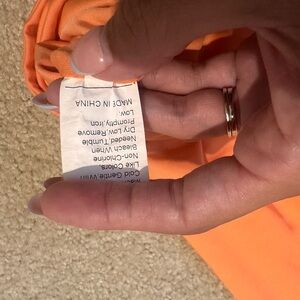 Cold Gentle With
Like Colors.
Non-Chlorine
Bleach When
Needed.Tumble
Dry Low.Remove
Promptly.Iron
Low.
MADE IN CHINA